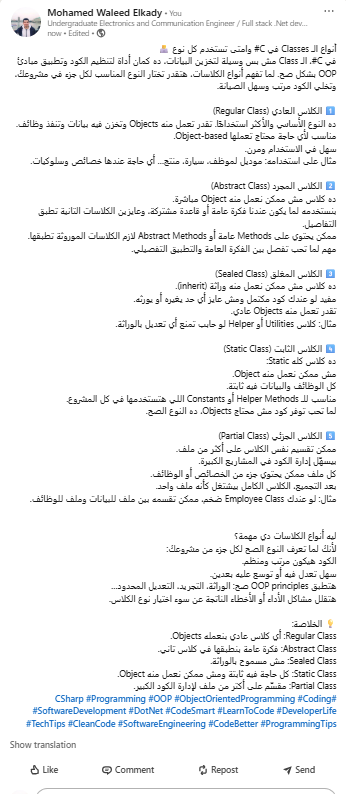 Mohamed Waleed Elkady • You
Undergraduate Electronics and Communication Engineer / Full stack .Net dev...
now • Edited •
أنواع الـ Classes في C# وامتى تستخدم كل نوع
في C#، الـ Class مش بس وسيلة لتخزين البيانات، ده كمان أداة لتنظيم الكود وتطبيق مبادئ
OOP بشكل صح. لما تفهم أنواع الكلاسات، هتقدر تختار النوع المناسب لكل جزء في مشروعك،
وتخلي الكود مرتب وسهل الصيانة.
1 الكلاس العادي (Regular Class)
ده النوع الأساسي والأكثر استخدامًا. تقدر تعمل منه Objects وتخزن فيه بيانات وتنفذ وظائف.
مناسب لأي حاجة محتاج تعملها Object-based.
سهل في الاستخدام ومرن.
مثال على استخدامه: موديل لموظف، سيارة، منتج... أي حاجة عندها خصائص وسلوكيات.
2 الكلاس المجرد (Abstract Class)
ده كلاس مش ممكن نعمل منه Object مباشرة.
بنستخدمه لما يكون عندنا فكرة عامة أو قاعدة مشتركة، وعايزين الكلاسات التانية تطبق
التفاصيل.
ممكن يحتوي على Methods عامة أو Abstract Methods لازم الكلاسات الموروثة تطبقها.
مهم لما تحب تفصل بين الفكرة العامة والتطبيق التفصيلي.
3 الكلاس المغلق (Sealed Class)
ده كلاس مش ممكن نعمل منه وراثة (inherit).
مفيد لو عندك كود مكتمل ومش عايز أي حد يغيره أو يورثه.
تقدر تعمل منه Objects عادي.
مثال: كلاس Utilities أو Helper لو حابب تمنع أي تعديل بالوراثة.
4 الكلاس الثابت (Static Class)
ده كلاس كله Static:
مش ممكن نعمل منه Object.
كل الوظائف والبيانات فيه ثابتة.
مناسب للـ Helper Methods أو Constants اللي هتستخدمها في كل المشروع.
لما تحب توفر كود مش محتاج Objects، ده النوع الصح.
5 الكلاس الجزئي (Partial Class)
ممكن تقسيم نفس الكلاس على أكثر من ملف.
بيسهّل إدارة الكود في المشاريع الكبيرة.
كل ملف ممكن يحتوي جزء من الخصائص أو الوظائف.
بعد التجميع، الكلاس الكامل بيشتغل كأنه ملف واحد.
مثال: لو عندك Employee Class ضخم، ممكن تقسمه بين ملف للبيانات وملف للوظائف.
ليه أنواع الكلاسات دي مهمة؟
لأنك لما تعرف النوع الصح لكل جزء من مشروعك:
الكود هيكون مرتب ومنظم.
سهل تعدل فيه أو توسع عليه بعدين.
هتطبق OOP principles صح: الوراثة، التجريد، التعديل المحدود...
هتقلل مشاكل الأداء أو الأخطاء الناتجة عن سوء اختيار نوع الكلاس.
💡 الخلاصة:
Regular Class: أي كلاس عادي بنعمله Objects.
Abstract Class: فكرة عامة بنطبقها في كلاس تاني.
Sealed Class: مش مسموح بالوراثة.
Static Class: كل حاجة فيه ثابتة ومش ممكن نعمل منه Object.
Partial Class: مقسّم على أكثر من ملف لإدارة الكود الكبير.
#CSharp #Programming #OOP #ObjectOrientedProgramming #Coding
#SoftwareDevelopment #DotNet #CodeSmart #LearnToCode #DeveloperLife
#TechTips #CleanCode #SoftwareEngineering #CodeBetter #ProgrammingTips
Show translation
Like Comment Repost Send